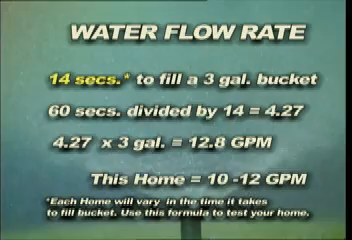 WATER FLOW RATE
14 secs.* to fill a 3 gal. bucket
60 secs. divided by 14 = 4.27
4.27 x 3 gal. = 12.8 GPM
This Home = 10 -12 GPM
*Each Home will vary in the time it takes
to fill bucket. Use this formula to test your home.